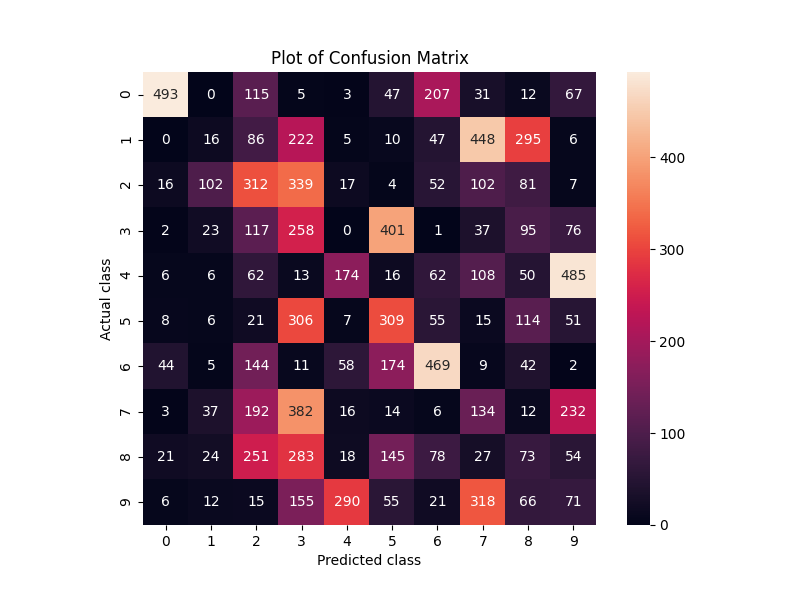 Plot of Confusion Matrix
0 493 0 115 5 3 47 207 31 12 67
1 0 16 86 222 5 10 47 448 295 6
2 16 102 312 339 17 4 52 102 81 7
3 2 23 117 258 0 401 1 37 95 76
4 6 6 62 13 174 16 62 108 50 485
5 8 6 21 306 7 309 55 15 114 51
6 44 5 144 11 58 174 469 9 42 2
7 3 37 192 382 16 14 6 134 12 232
8 21 24 251 283 18 145 78 27 73 54
9 6 12 15 155 290 55 21 318 66 71
0 1 2 3 4 5 6 7 8 9
Predicted class
Actual class
400
300
200
100
0